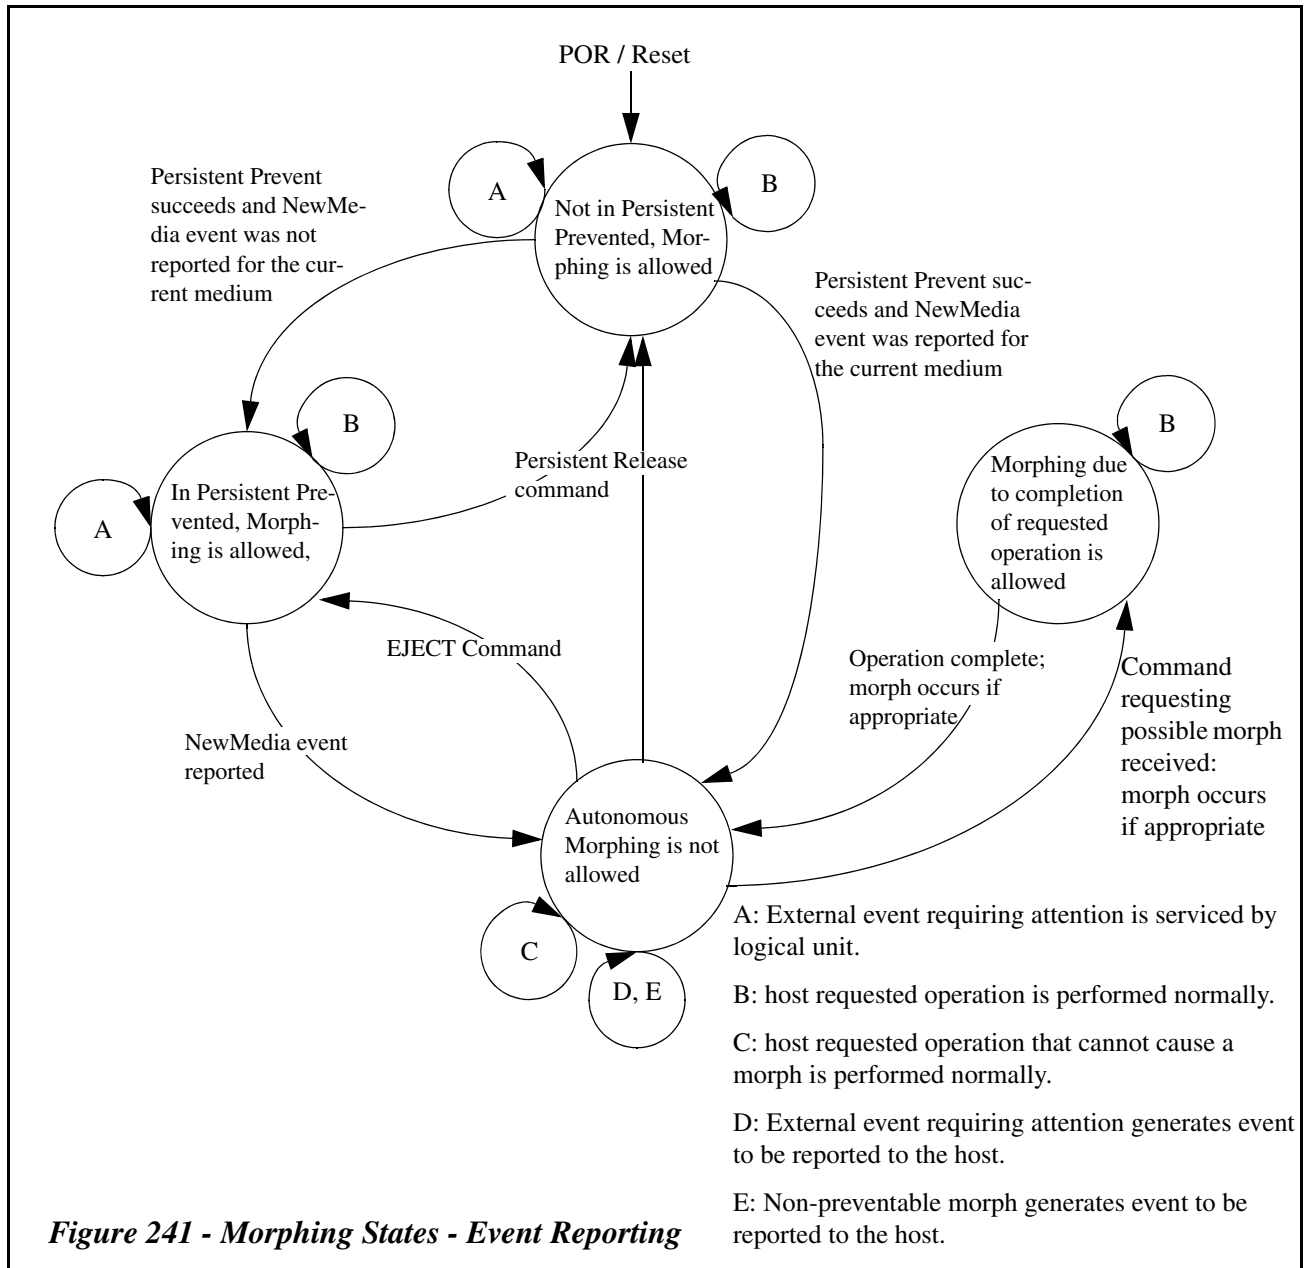 POR / Reset
A
B
Not in Persistent
Prevented, Mor-
phing is allowed
Persistent Prevent
succeeds and NewMe-
dia event was not
reported for the cur-
rent medium
Persistent Prevent suc-
ceeds and NewMedia
event was reported for
the current medium
B
A
In Persistent Pre-
vented, Morph-
ing is allowed,
Persistent Release
command
B
Morphing due
to completion
of requested
operation is
allowed
EJECT Command
Operation complete;
morph occurs if
appropriate
Command
requesting
possible morph
received:
morph occurs
if appropriate
NewMedia event
reported
Autonomous
Morphing is not
allowed
C
D, E
A: External event requiring attention is serviced by
logical unit.
B: host requested operation is performed normally.
C: host requested operation that cannot cause a
morph is performed normally.
D: External event requiring attention generates event
to be reported to the host.
E: Non-preventable morph generates event to be
reported to the host.
Figure 241 - Morphing States - Event Reporting